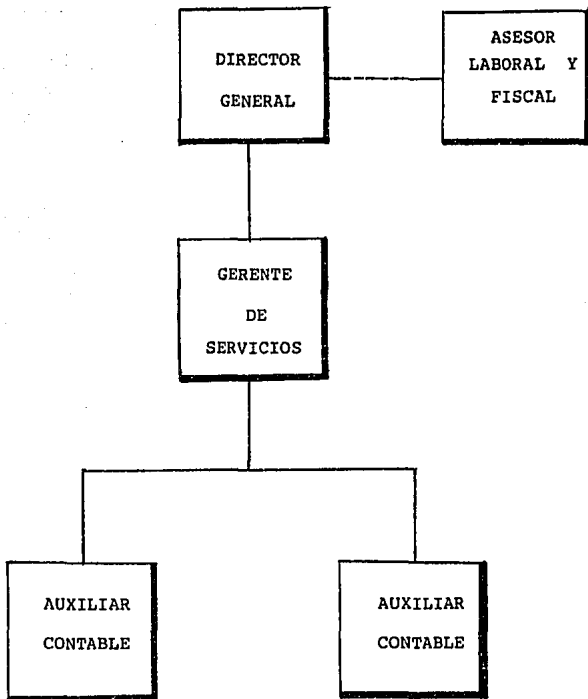 DIRECTOR
GENERAL
ASESOR
LABORAL Y
FISCAL
GERENTE
DE
SERVICIOS
AUXILIAR
CONTABLE
AUXILIAR
CONTABLE